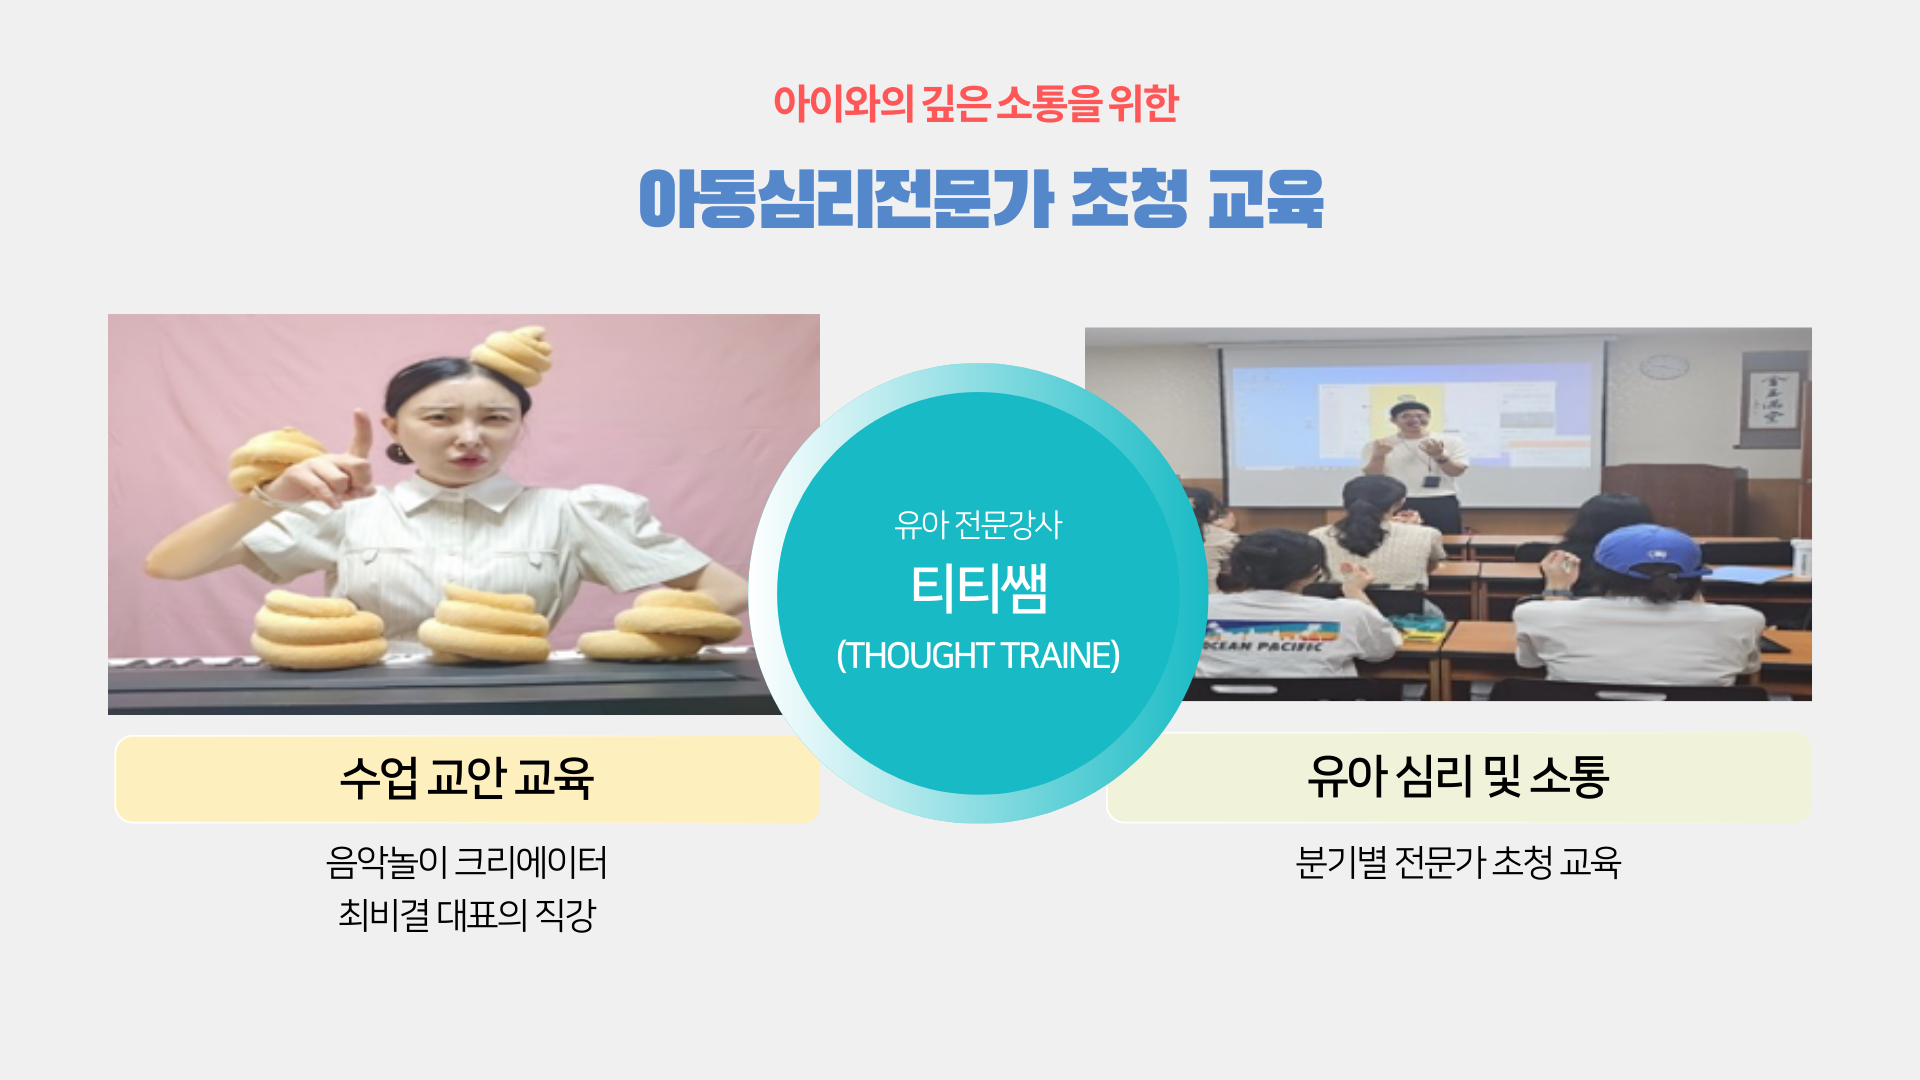 아이와의 깊은 소통을 위한
아동심리전문가 초청 교육
유아 전문강사
티티쌤
(THOUGHT TRAINE)
OCEAN PACIFIC
수업 교안 교육
음악놀이 크리에이터
최비결 대표의 직강
유아 심리 및 소통
분기별 전문가 초청 교육